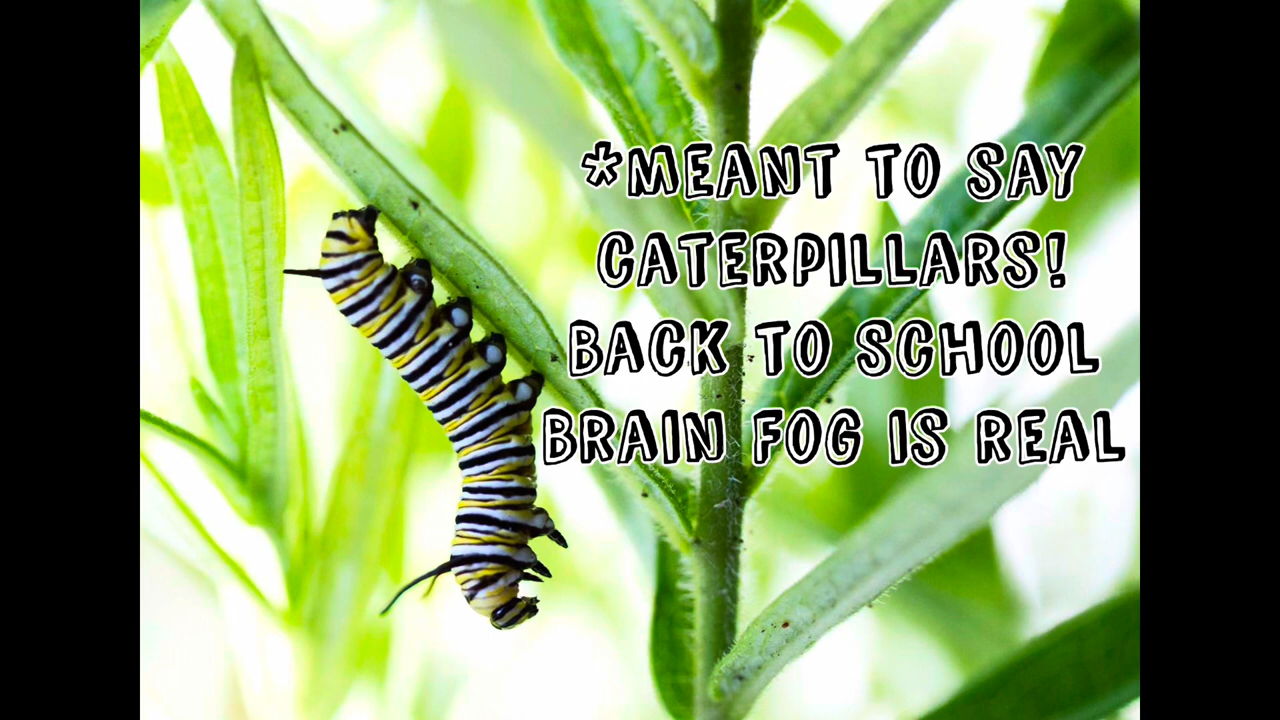 *MEANT TO SAY
CATERPILLARS!
BACK TO SCHOOL
BRAIN FOG IS REAL